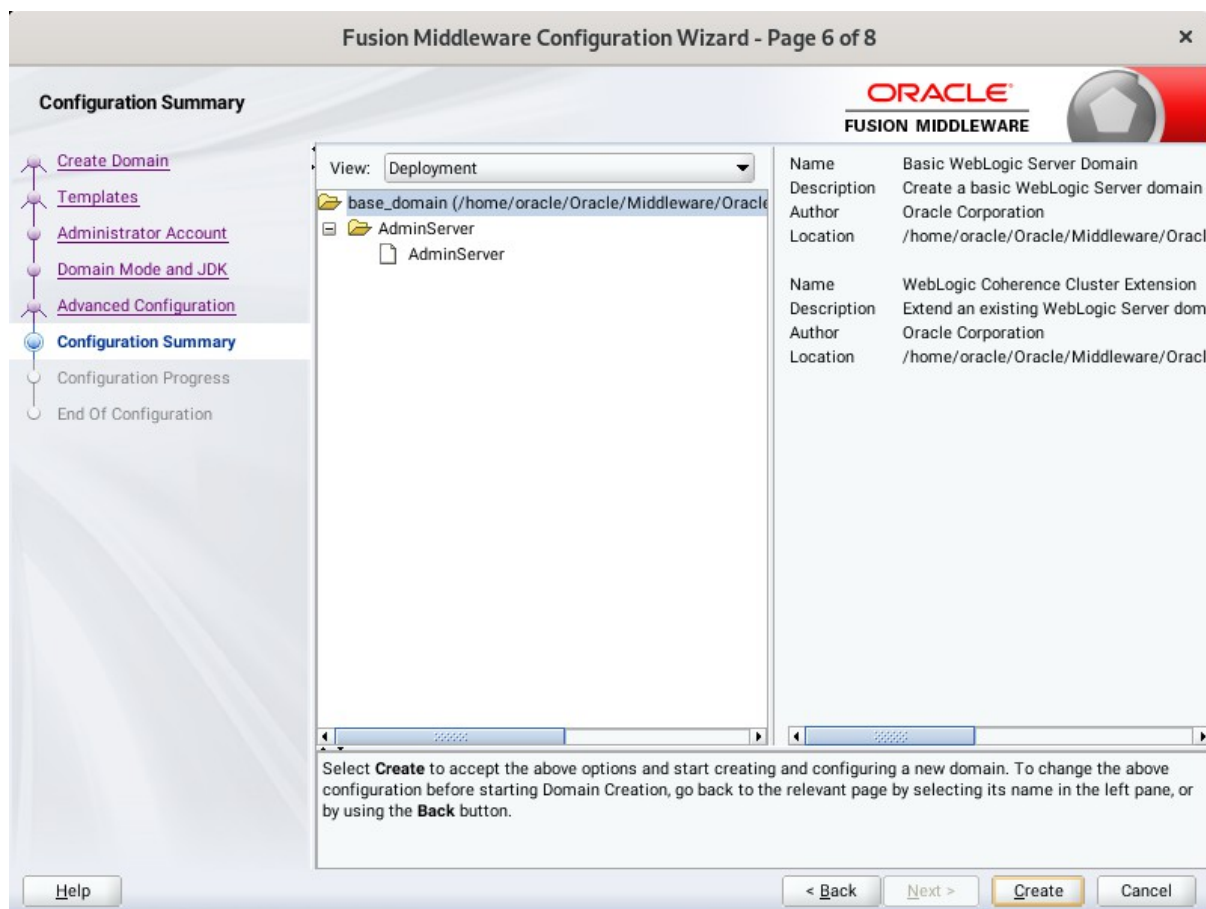 Fusion Middleware Configuration Wizard - Page 6 of 8
Configuration Summary
ORACLE
FUSION MIDDLEWARE
Create Domain
Templates
Administrator Account
Domain Mode and JDK
Advanced Configuration
Configuration Summary
Configuration Progress
End Of Configuration
View: Deployment
base_domain (/home/oracle/Oracle/Middleware/Oracle
AdminServer
AdminServer
Name Basic WebLogic Server Domain
Description Create a basic WebLogic Server domain
Author Oracle Corporation
Location /home/oracle/Oracle/Middleware/Oracl
Name WebLogic Coherence Cluster Extension
Description Extend an existing WebLogic Server dom
Author Oracle Corporation
Location /home/oracle/Oracle/Middleware/Oracl
Select Create to accept the above options and start creating and configuring a new domain. To change the above
configuration before starting Domain Creation, go back to the relevant page by selecting its name in the left pane, or
by using the Back button.
Help
< Back
Next >
Create
Cancel